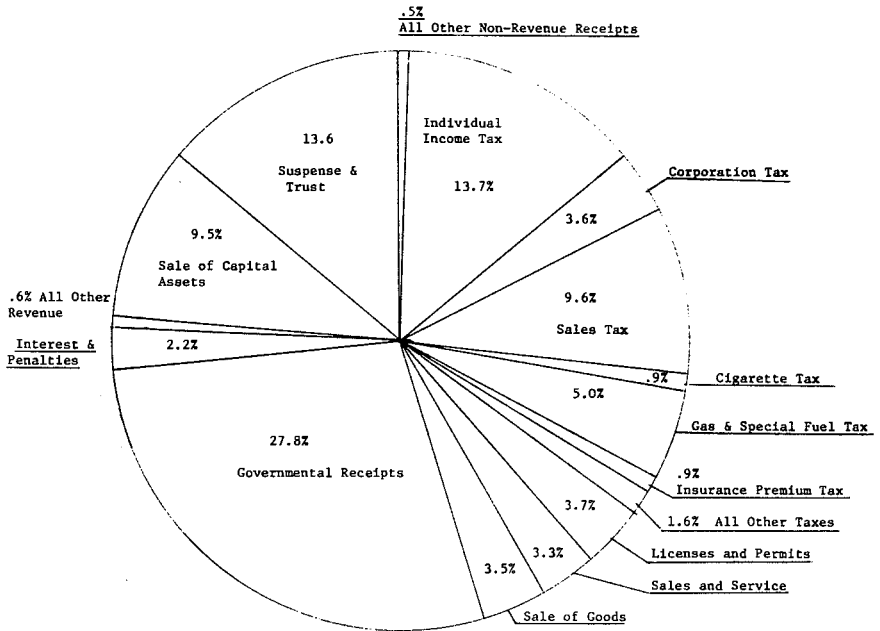 .5%
All Other Non-Revenue Receipts
Individual
Income Tax
13.7%
Corporation Tax
3.6%
9.6%
Sales Tax
.9%
Cigarette Tax
5.0%
Gas & Special Fuel Tax
.9%
Insurance Premium Tax
1.6% All Other Taxes
3.7%
Licenses and Permits
3.3%
Sales and Service
3.5%
Sale of Goods
27.8%
Governmental Receipts
2.2%
Interest &
Penalties
.6% All Other
Revenue
9.5%
Sale of Capital
Assets
13.6
Suspense &
Trust